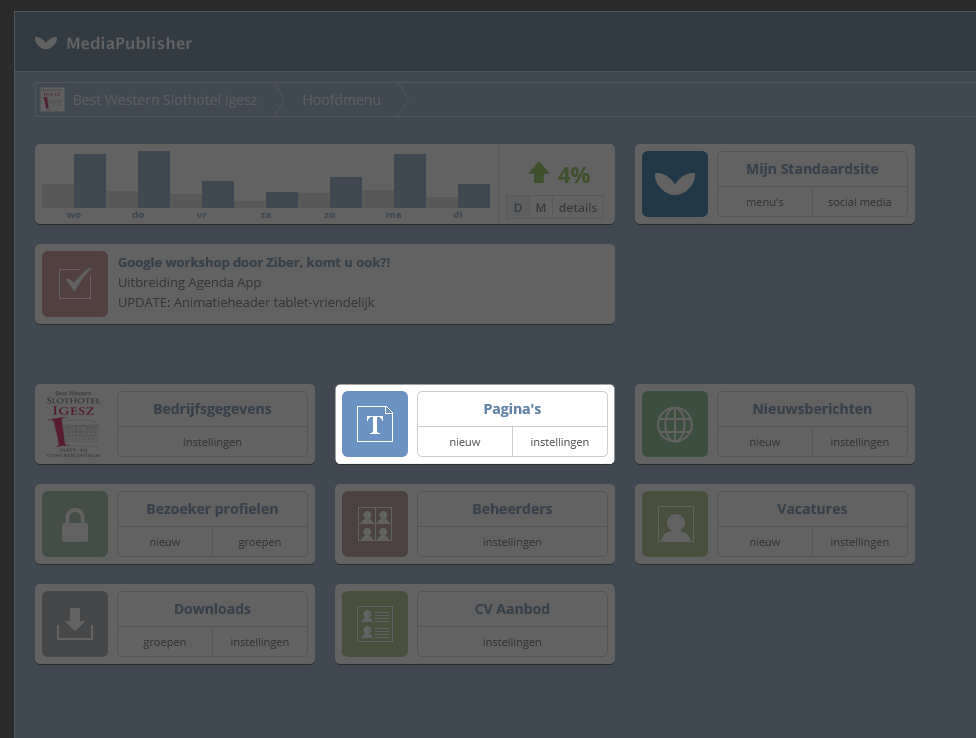 MediaPublisher
Best Western Slothotel Igesz
Hoofdmenu
wo do vr za zo ma di
4%
D M details
Mijn Standaardsite
menu's social media
Google workshop door Ziber, komt u ook?!
Uitbreiding Agenda App
UPDATE: Animatieheader tablet-vriendelijk
Best Western
SLOTHOTEL
IGESZ
Bedrijfsgegevens
Instellingen
T
Pagina's
nieuw instellingen
Nieuwsberichten
nieuw instellingen
Bezoeker profielen
nieuw groepen
Beheerders
instellingen
Vacatures
nieuw instellingen
Downloads
groepen instellingen
CV Aanbod
instellingen